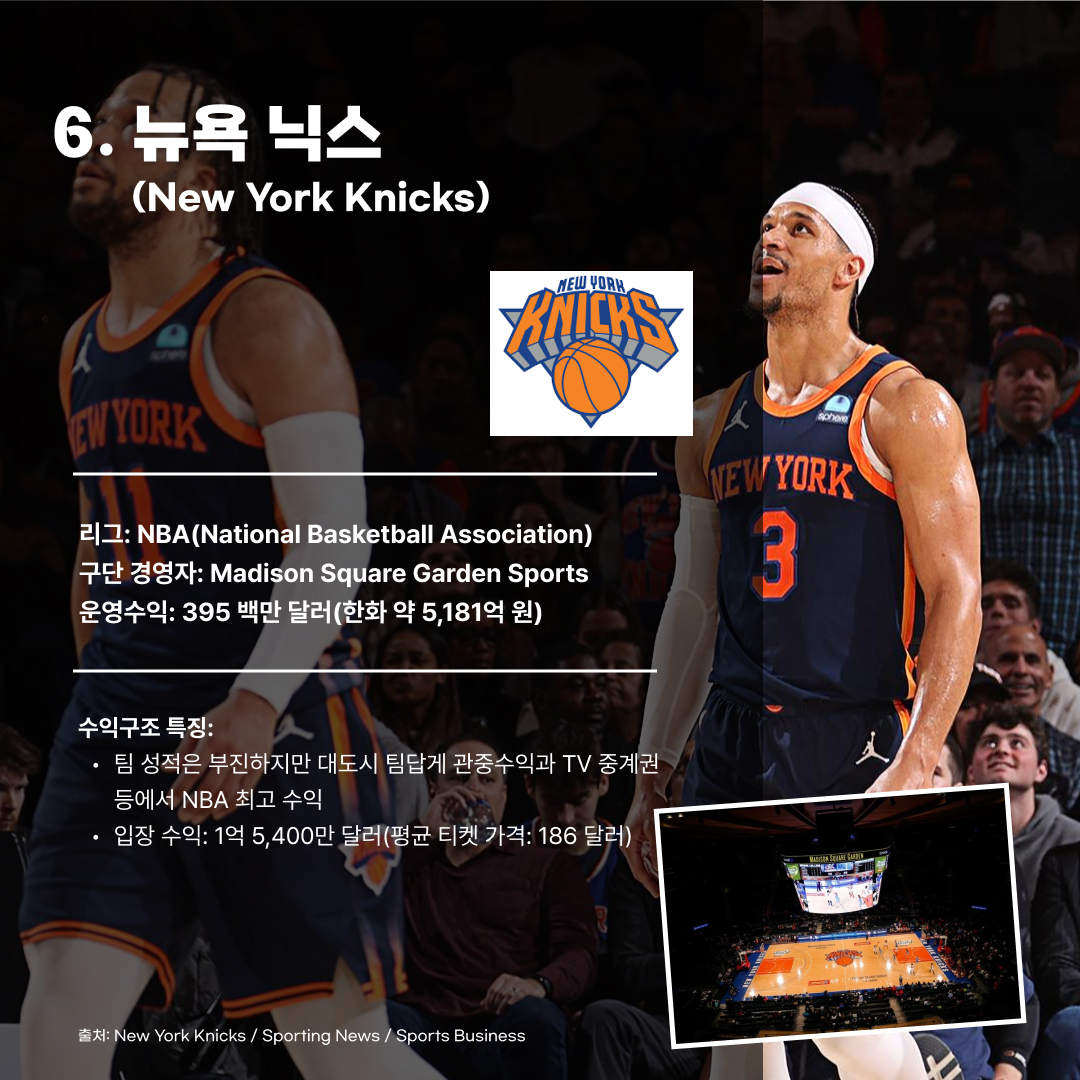 6. 뉴욕 닉스
(New York Knicks)
NEW YORK
KNICKS
sphere
NEW YORK
11
sphere
NEW YORK
3
리그: NBA(National Basketball Association)
구단 경영자: Madison Square Garden Sports
운영수익: 395 백만 달러(한화 약 5,181억 원)
수익구조 특징:
• 팀 성적은 부진하지만 대도시 팀답게 관중수익과 TV 중계권
등에서 NBA 최고 수익
• 입장 수익: 1억 5,400만 달러(평균 티켓 가격: 186 달러)
MADISON SQUARE GARDEN
출처: New York Knicks / Sporting News / Sports Business